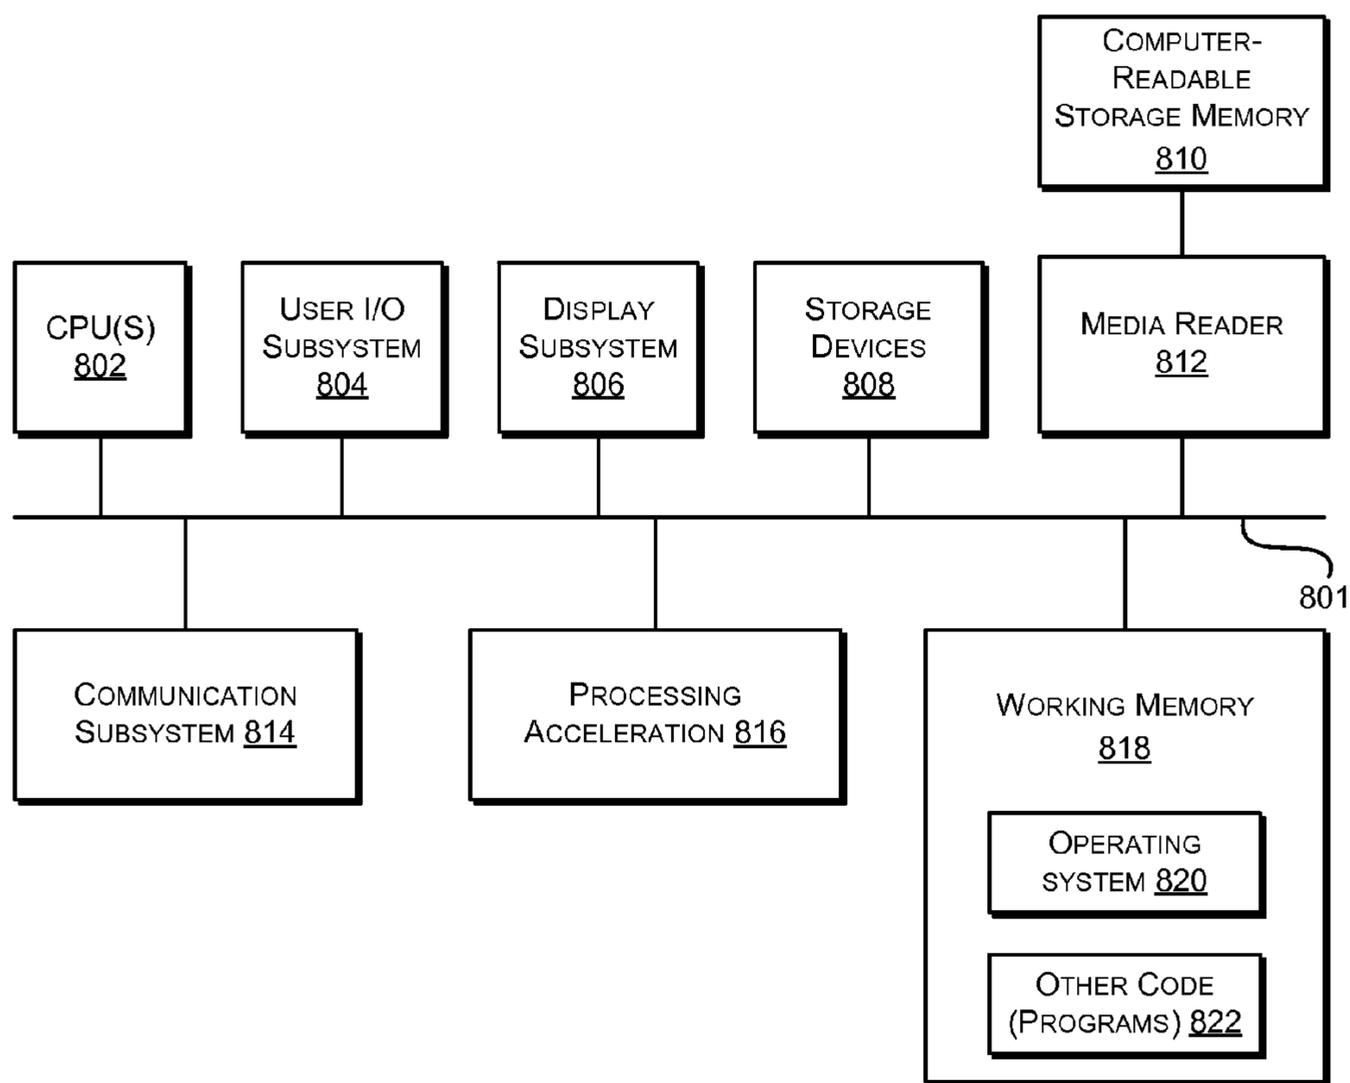 COMPUTER-
READABLE
STORAGE MEMORY
810
CPU(S)
802
USER I/O
SUBSYSTEM
804
DISPLAY
SUBSYSTEM
806
STORAGE
DEVICES
808
MEDIA READER
812
801
COMMUNICATION
SUBSYSTEM 814
PROCESSING
ACCELERATION 816
WORKING MEMORY
818
OPERATING
SYSTEM 820
OTHER CODE
(PROGRAMS) 822